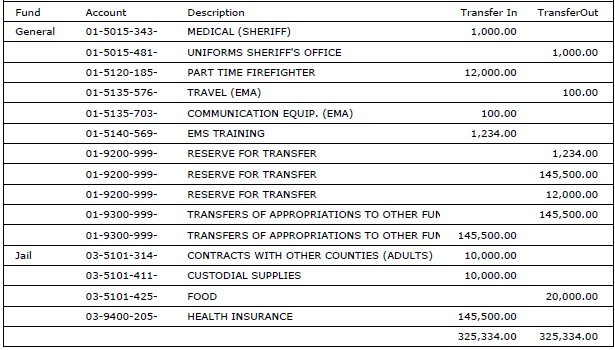 Fund Account Description Transfer In TransferOut
General 01-5015-343- MEDICAL (SHERIFF) 1,000.00
01-5015-481- UNIFORMS SHERIFF'S OFFICE 1,000.00
01-5120-185- PART TIME FIREFIGHTER 12,000.00
01-5135-576- TRAVEL (EMA) 100.00
01-5135-703- COMMUNICATION EQUIP. (EMA) 100.00
01-5140-569- EMS TRAINING 1,234.00
01-9200-999- RESERVE FOR TRANSFER 1,234.00
01-9200-999- RESERVE FOR TRANSFER 145,500.00
01-9200-999- RESERVE FOR TRANSFER 12,000.00
01-9300-999- TRANSFERS OF APPROPRIATIONS TO OTHER FUN 145,500.00
01-9300-999- TRANSFERS OF APPROPRIATIONS TO OTHER FUN 145,500.00
Jail 03-5101-314- CONTRACTS WITH OTHER COUNTIES (ADULTS) 10,000.00
03-5101-411- CUSTODIAL SUPPLIES 10,000.00
03-5101-425- FOOD 20,000.00
03-9400-205- HEALTH INSURANCE 145,500.00
325,334.00 325,334.00